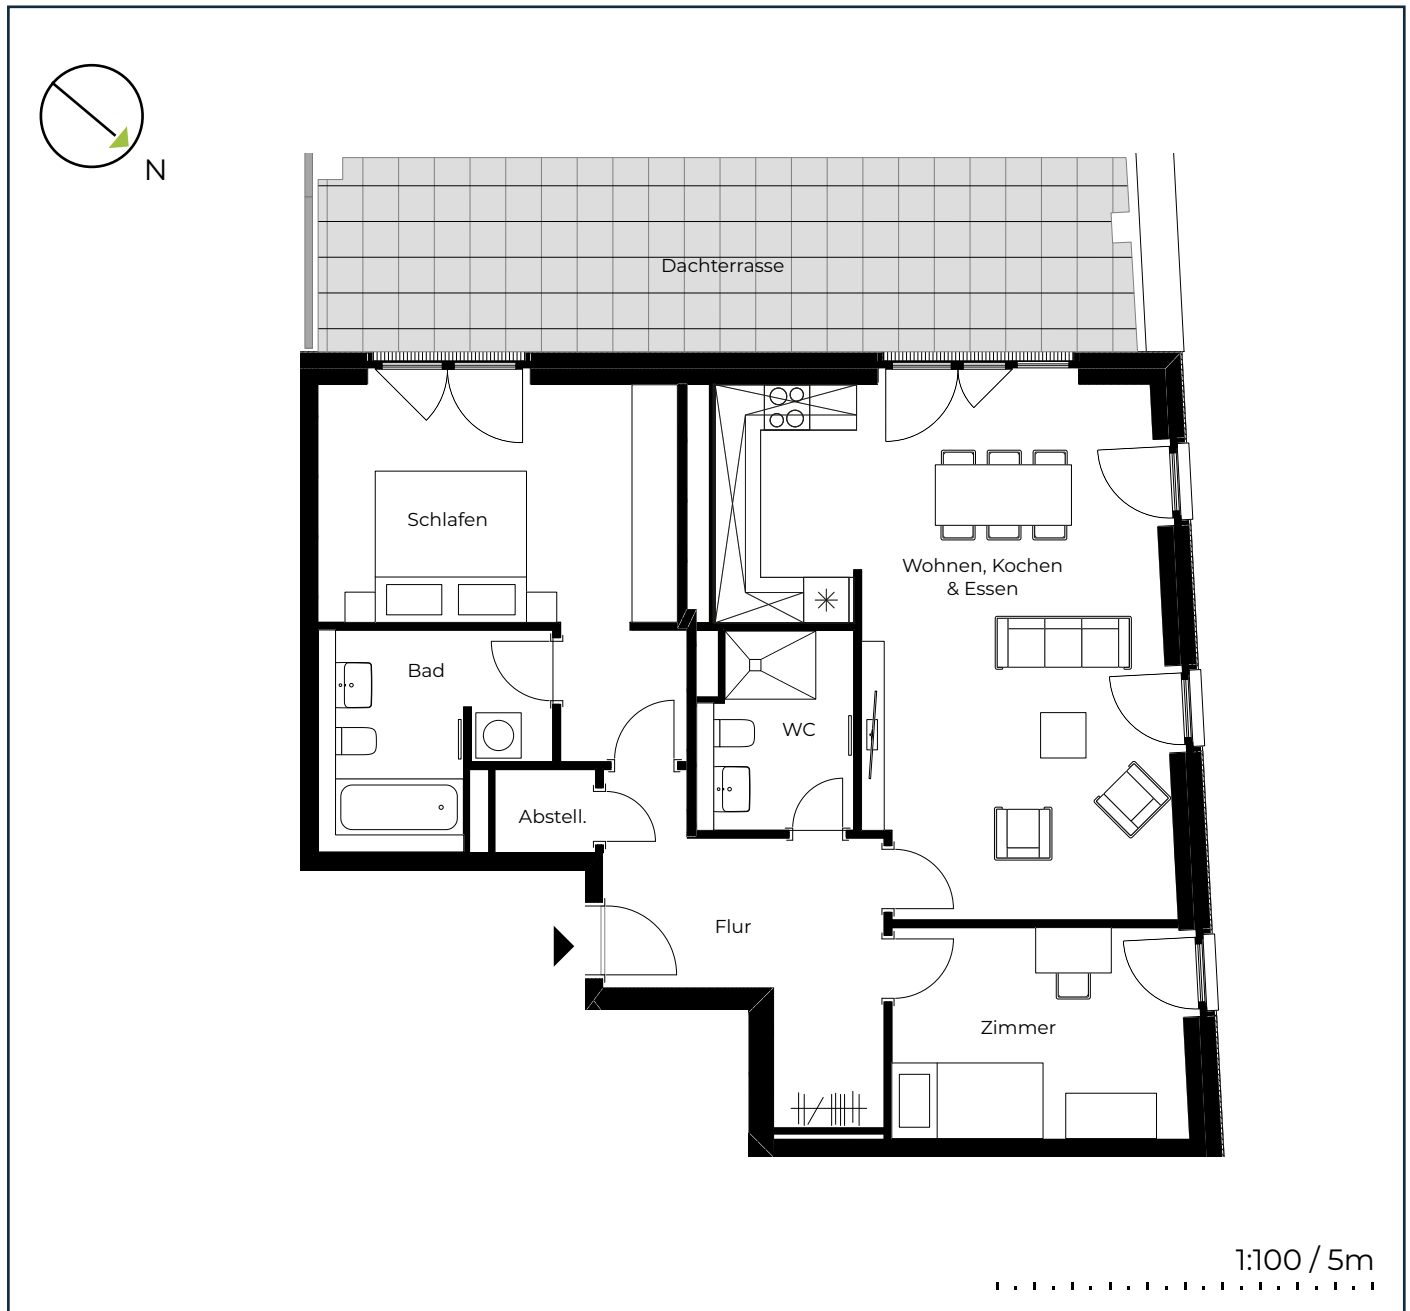 N
Dachterrasse
Schlafen
Wohnen, Kochen
& Essen
Bad
WC
Abstell.
Flur
Zimmer
1:100 / 5m